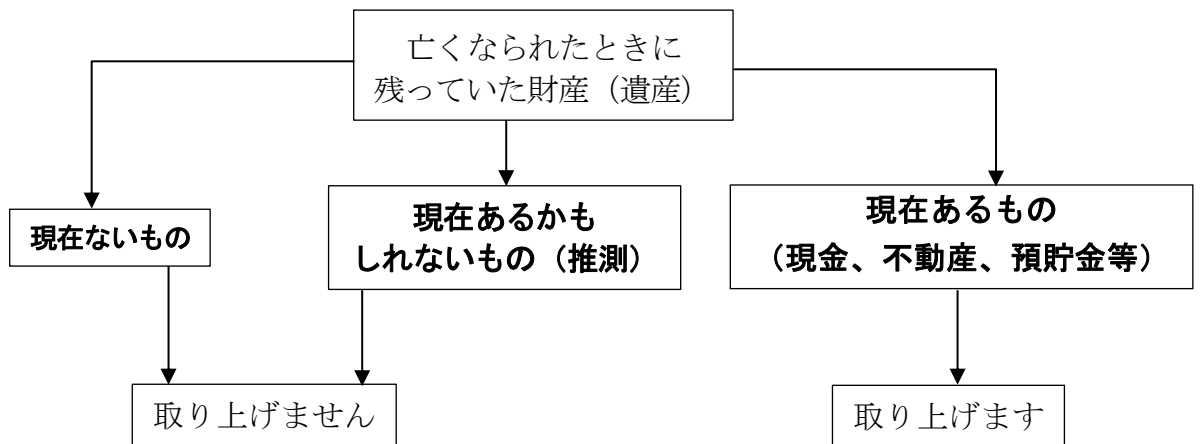 亡くなられたときに
残っていた財産（遺産）
現在ないもの
現在あるかも
しれないもの（推測）
現在あるもの
（現金、不動産、預貯金等）
取り上げません
取り上げます